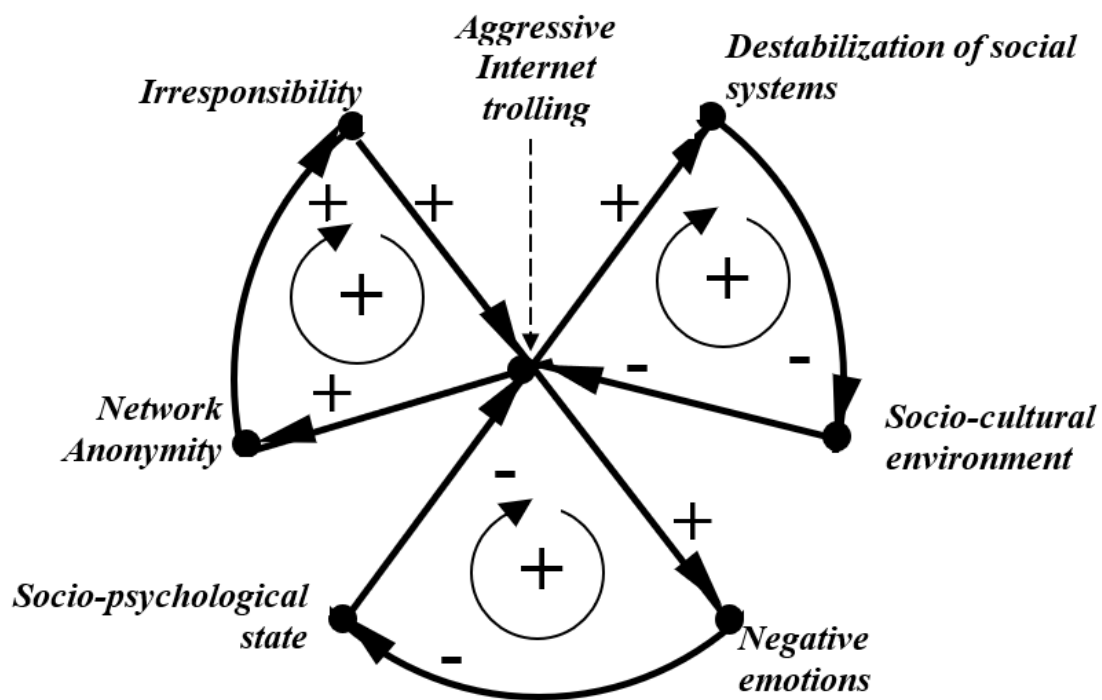 Aggressive
Internet
trolling
Destabilization of social
systems
Irresponsibility
+
+
+
+
+
-
-
+
Network
Anonymity
Socio-cultural
environment
-
+
+
Socio-psychological
state
-
Negative
emotions